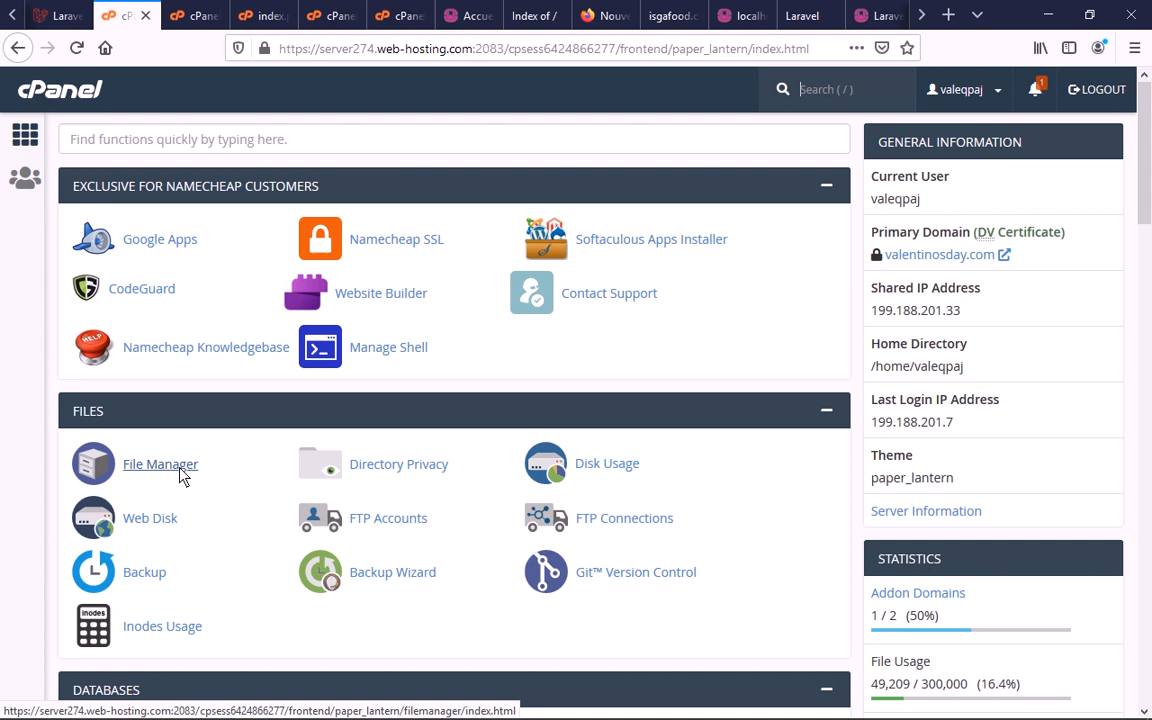 Larave
cP
cPane
index.
cPane
cPane
Accue
Index of /
Nouv
isgafood.c
localh
Laravel
Larav
https://server274.web-hosting.com:2083/cpsess6424866277/frontend/paper_lantern/index.html
cPanel
Search ( / )
valeqpaj
1
LOGOUT
Find functions quickly by typing here.
EXCLUSIVE FOR NAMECHEAP CUSTOMERS
Google Apps
Namecheap SSL
Softaculous Apps Installer
CodeGuard
Website Builder
Contact Support
HELP
Namecheap Knowledgebase
Manage Shell
FILES
File Manager
Directory Privacy
Disk Usage
Web Disk
FTP Accounts
FTP Connections
Backup
Backup Wizard
Git™ Version Control
inodes
Inodes Usage
DATABASES
GENERAL INFORMATION
Current User
valeqpaj
Primary Domain (DV Certificate)
valentinosday.com
Shared IP Address
199.188.201.33
Home Directory
/home/valeqpaj
Last Login IP Address
199.188.201.7
Theme
paper_lantern
Server Information
STATISTICS
Addon Domains
1 / 2 (50%)
File Usage
49,209 / 300,000 (16.4%)
https://server274.web-hosting.com:2083/cpsess6424866277/frontend/paper_lantern/filemanager/index.html